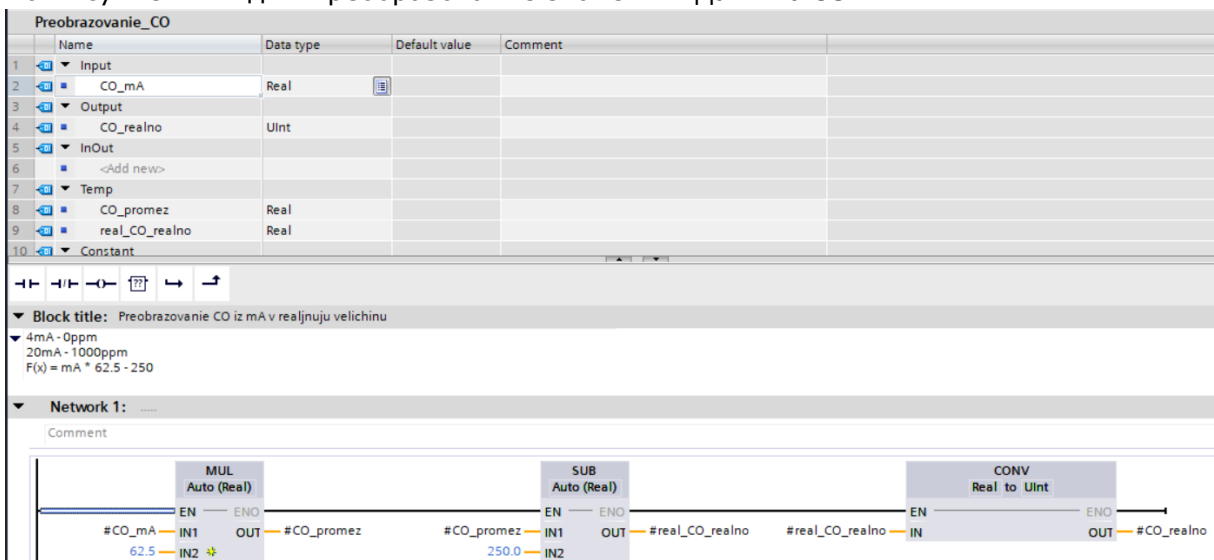 Preobrazovanie_CO
Name Data type Default value Comment
1 Input
2 CO_mA Real
3 Output
4 CO_realno UInt
5 InOut
6 <Add new>
7 Temp
8 CO_promez Real
9 real_CO_realno Real
10 Constant
??
Block title: Preobrazovanie CO iz mA v realjnuju velichinu
4mA - 0ppm
20mA - 1000ppm
F(x) = mA * 62.5 - 250
Network 1: .....
Comment
MUL SUB CONV
Auto (Real) Auto (Real) Real to UInt
EN ENO EN ENO EN ENO
#CO_mA IN1 OUT #CO_promez #CO_promez IN1 OUT #real_CO_realno #real_CO_realno IN OUT #CO_realno
62.5 IN2 250.0 IN2